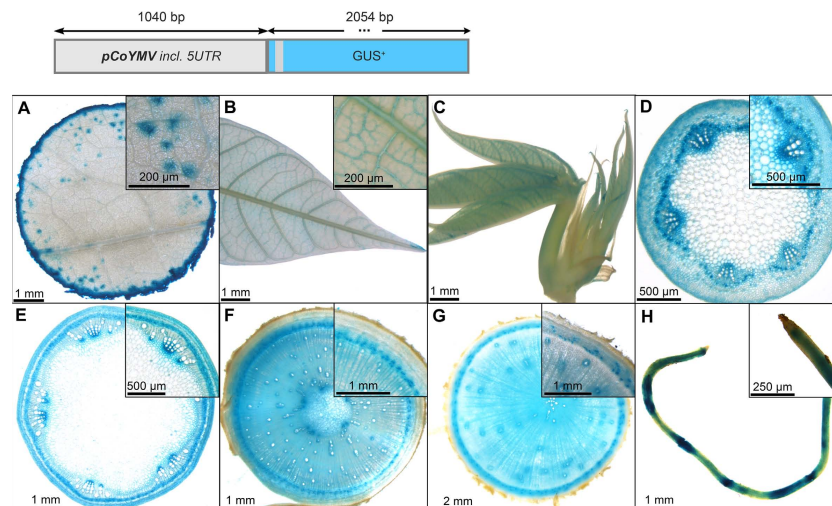 1040 bp
2054 bp
...
pCoYMV incl. 5UTR
GUS⁺
A
200 µm
1 mm
B
200 µm
1 mm
C
1 mm
D
500 µm
500 µm
E
500 µm
1 mm
F
1 mm
1 mm
G
1 mm
2 mm
H
250 µm
1 mm